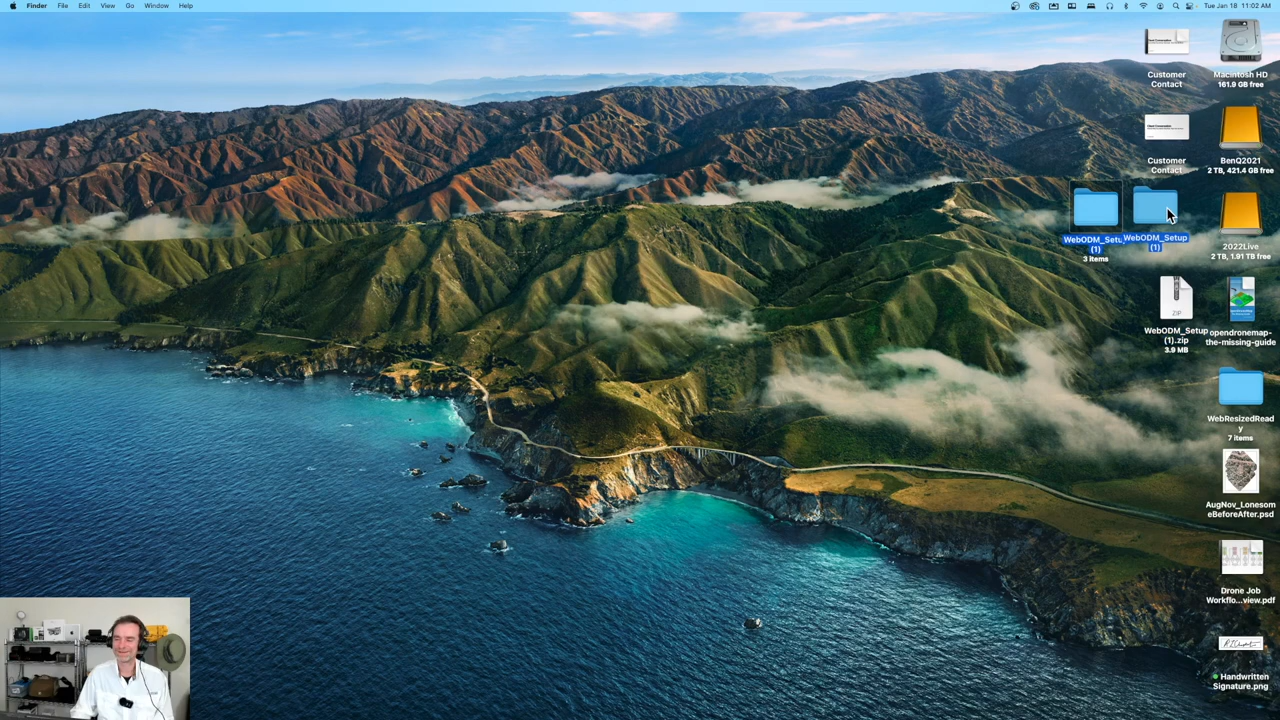 Finder File Edit View Go Window Help
Tue Jan 18 11:02 AM
Customer
Contact
Macintosh HD
161.9 GB free
Customer
Contact
BenQ2021
2 TB, 421.4 GB free
WebODM_Setu
(1)
3 items
WebODM_Setup
(1)
2022Live
2 TB, 1.91 TB free
ZIP
WebODM_Setup
(1).zip
3.9 MB
opendronemap-
the-missing-guide
WebResizedRead
y
7 items
AugNov_Lonesom
eBeforeAfter.psd
Drone Job
Workflo...view.pdf
Handwritten
Signature.png